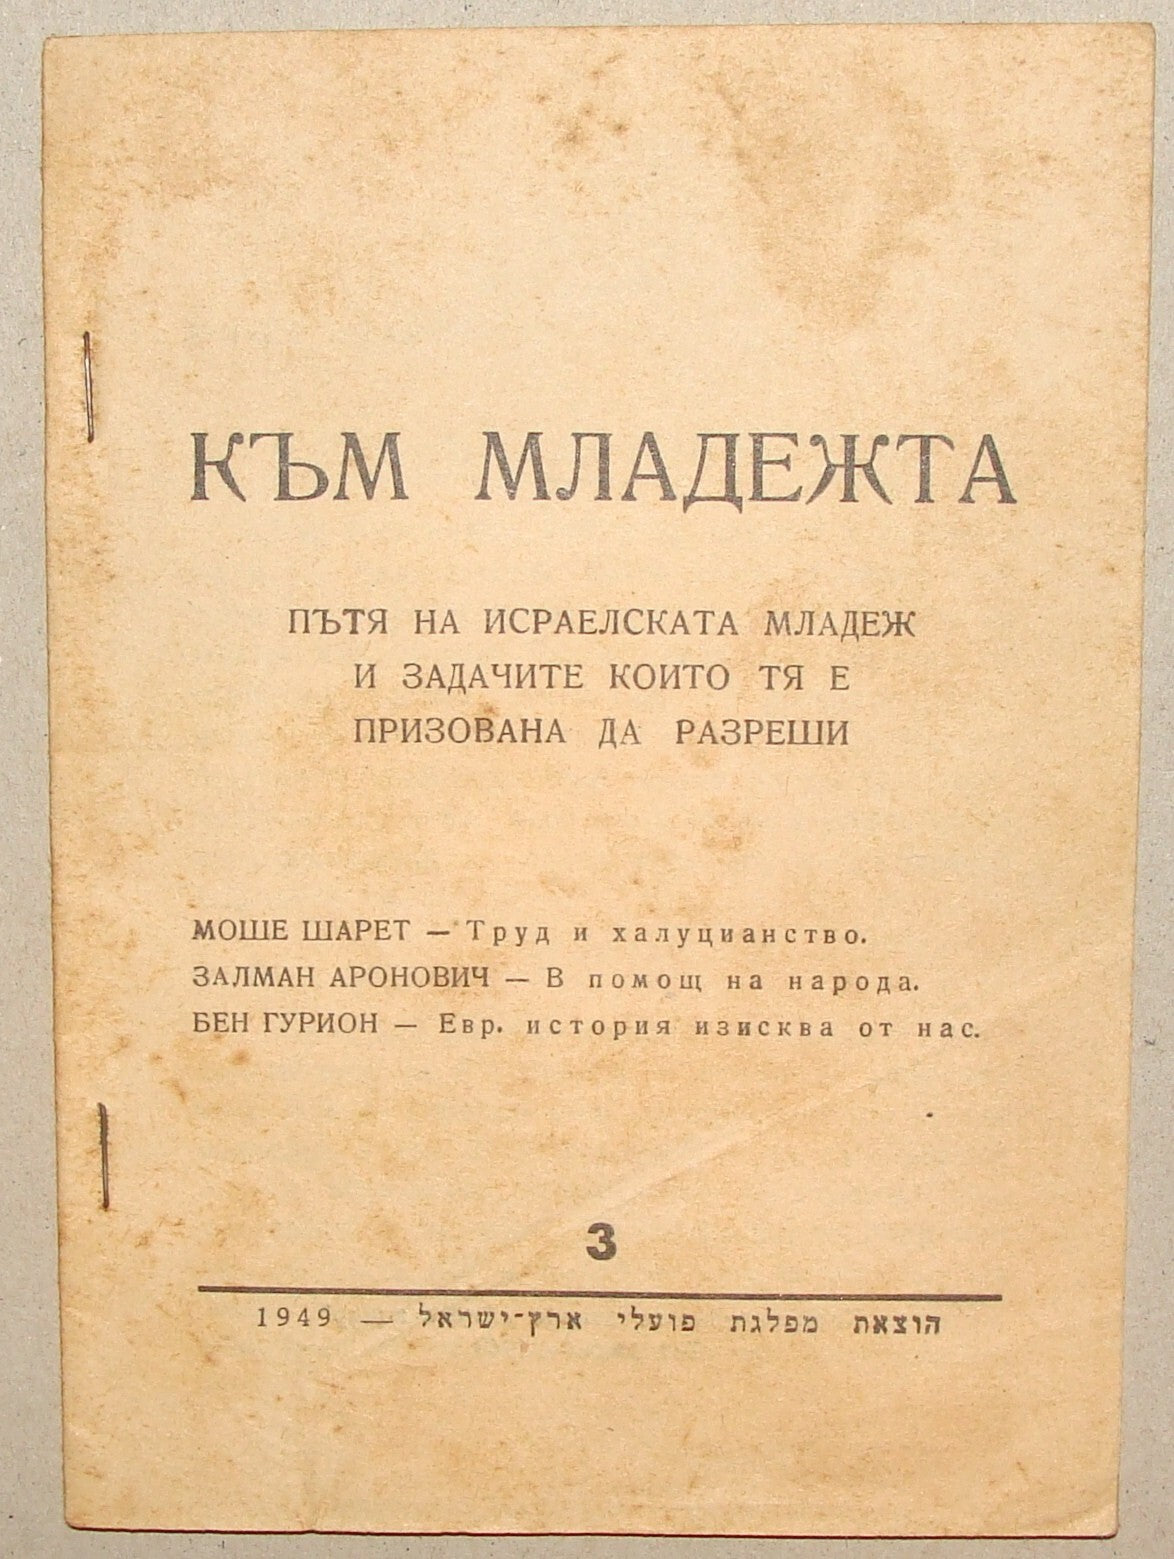 КЪМ МЛАДЕЖТА
ПЪТЯ НА ИСРАЕЛСКАТА МЛАДЕЖ
И ЗАДАЧИТЕ КОИТО ТЯ Е
ПРИЗОВАНА ДА РАЗРЕШИ
МОШЕ ШАРЕТ — Труд и халуцианство.
ЗАЛМАН АРОНОВИЧ — В помощ на народа.
БЕН ГУРИОН — Евр. история изисква от нас.
3
הוצאת מפלגת פועלי ארץ-ישראל — 1949